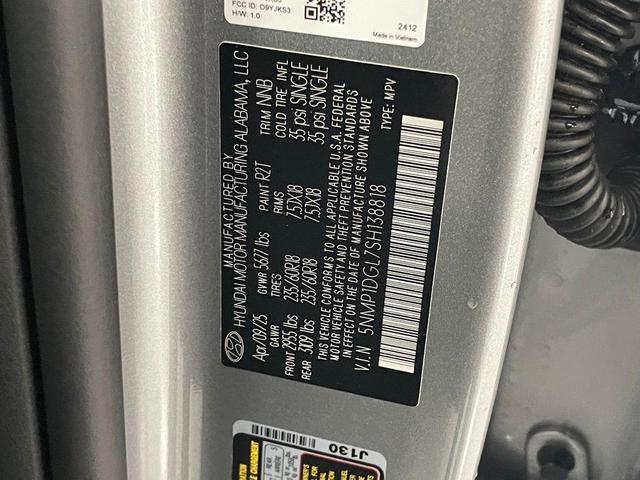 FCC ID: O9YJKS3
H/W: 1.0
2412
Made in Vietnam
MANUFACTURED BY
HYUNDAI MOTOR MANUFACTURING ALABAMA, LLC
Apr/09/25 GVWR 5677 lbs PAINT R2T TRIM NNB
GAWR TIRES RIMS COLD TIRE INFL
FRONT 2955 lbs 235/60R18 7.5JX18 35 psi SINGLE
REAR 3109 lbs 235/60R18 7.5JX18 35 psi SINGLE
THIS VEHICLE CONFORMS TO ALL APPLICABLE U.S.A. FEDERAL
MOTOR VEHICLE SAFETY AND THEFT PREVENTION STANDARDS
IN EFFECT ON THE DATE OF MANUFACTURE SHOWN ABOVE
V.I.N 5NMP1DGL7SH138818 TYPE: MPV
J130